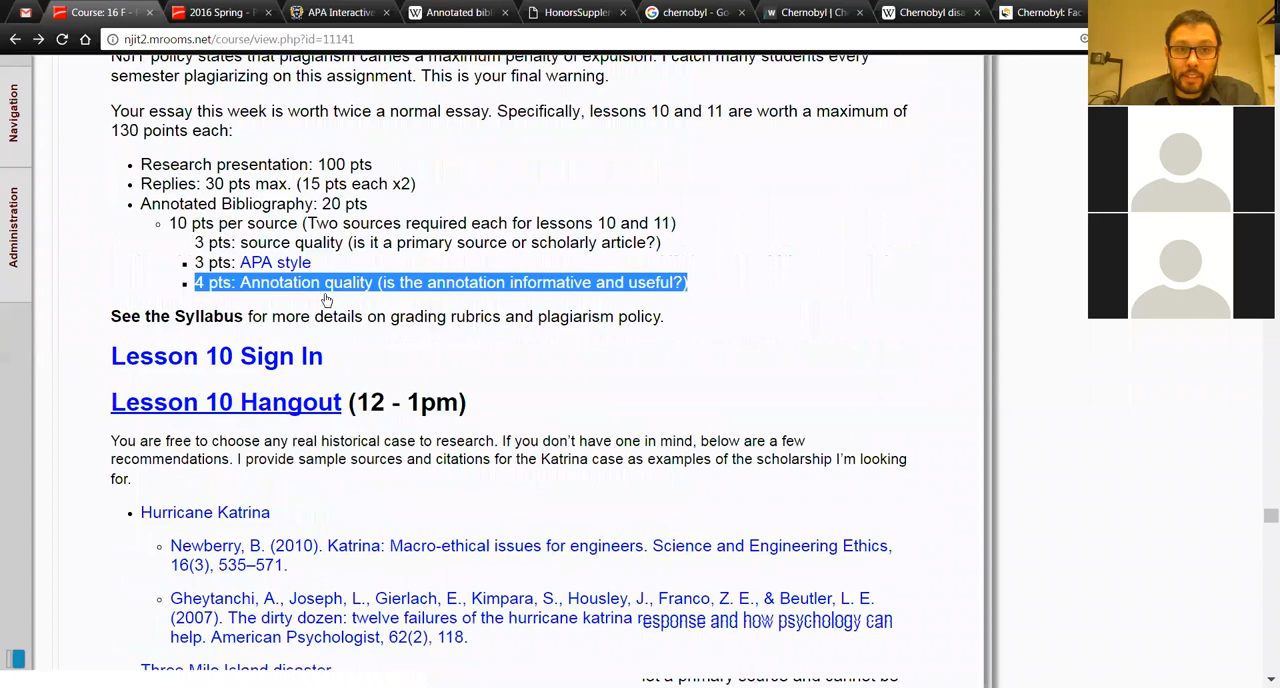 Course: 16 F -
2016 Spring - P
APA Interactive
Annotated bibl
HonorsSuppler
chernobyl - Go
Chernobyl | Ch
Chernobyl disa
Chernobyl: Fac
njit2.mrooms.net/course/view.php?id=11141
Navigation
Administration
NJIT policy states that plagiarism carries a maximum penalty of expulsion. I catch many students every
semester plagiarizing on this assignment. This is your final warning.
Your essay this week is worth twice a normal essay. Specifically, lessons 10 and 11 are worth a maximum of
130 points each:
Research presentation: 100 pts
Replies: 30 pts max. (15 pts each x2)
Annotated Bibliography: 20 pts
10 pts per source (Two sources required each for lessons 10 and 11)
3 pts: source quality (is it a primary source or scholarly article?)
3 pts: APA style
4 pts: Annotation quality (is the annotation informative and useful?)
See the Syllabus for more details on grading rubrics and plagiarism policy.
Lesson 10 Sign In
Lesson 10 Hangout (12 - 1pm)
You are free to choose any real historical case to research. If you don't have one in mind, below are a few
recommendations. I provide sample sources and citations for the Katrina case as examples of the scholarship I'm looking
for.
Hurricane Katrina
Newberry, B. (2010). Katrina: Macro-ethical issues for engineers. Science and Engineering Ethics,
16(3), 535–571.
Gheytanchi, A., Joseph, L., Gierlach, E., Kimpara, S., Housley, J., Franco, Z. E., & Beutler, L. E.
(2007). The dirty dozen: twelve failures of the hurricane katrina response and how psychology can
help. American Psychologist, 62(2), 118.
Three Mile Island disaster
a primary source and cannot be